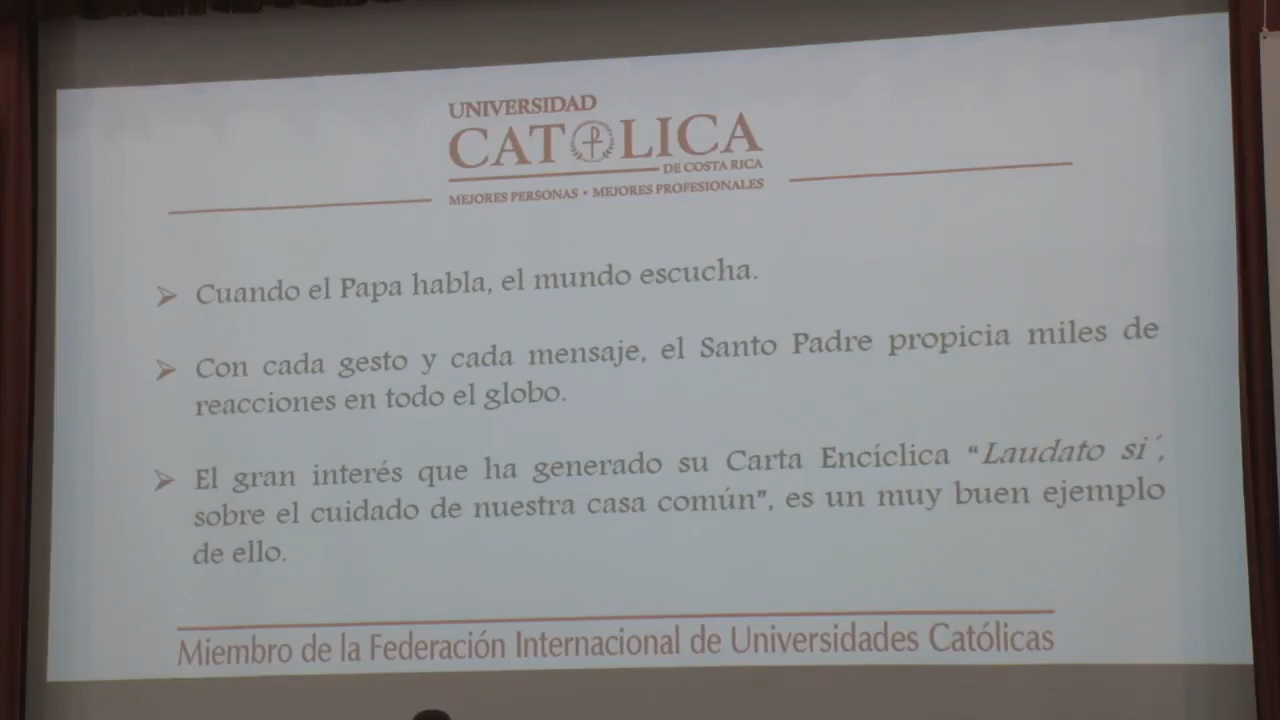 UNIVERSIDAD
CATOLICA
DE COSTA RICA
MEJORES PERSONAS • MEJORES PROFESIONALES
➢ Cuando el Papa habla, el mundo escucha.
➢ Con cada gesto y cada mensaje, el Santo Padre propicia miles de
reacciones en todo el globo.
➢ El gran interés que ha generado su Carta Encíclica “Laudato si´,
sobre el cuidado de nuestra casa común”, es un muy buen ejemplo
de ello.
Miembro de la Federación Internacional de Universidades Católicas